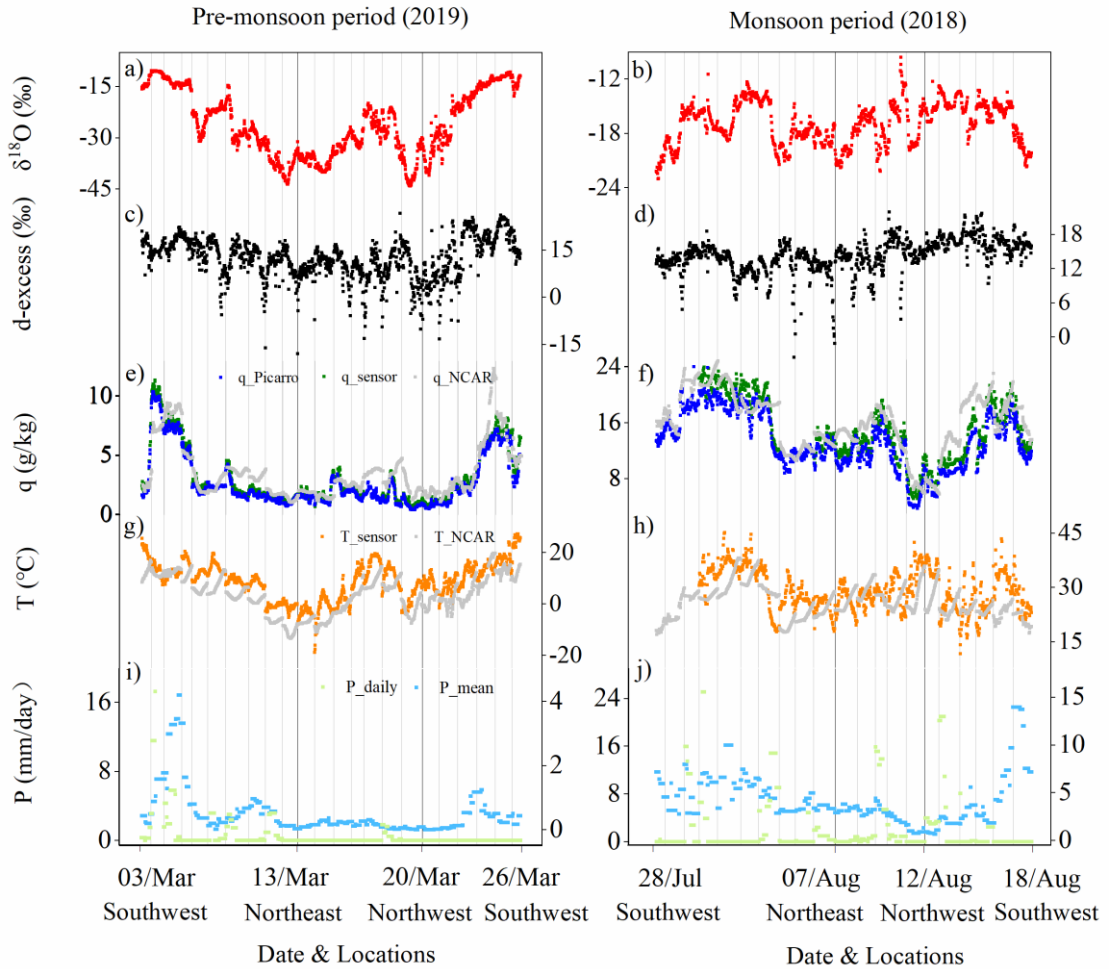 Pre-monsoon period (2019)
Monsoon period (2018)
a)
b)
δ¹⁸O (‰)
-15
-30
-45
-12
-18
-24
c)
d)
d-excess (‰)
15
0
-15
18
12
6
0
e)
q_Picarro q_sensor q_NCAR
f)
q (g/kg)
10
5
0
24
16
8
g)
T_sensor T_NCAR
h)
T (℃)
20
0
-20
45
30
15
i)
P_daily P_mean
j)
P (mm/day)
16
8
0
4
2
0
24
16
8
0
15
10
5
0
03/Mar 13/Mar 20/Mar 26/Mar
Southwest Northeast Northwest Southwest
28/Jul 07/Aug 12/Aug 18/Aug
Southwest Northeast Northwest Southwest
Date & Locations
Date & Locations